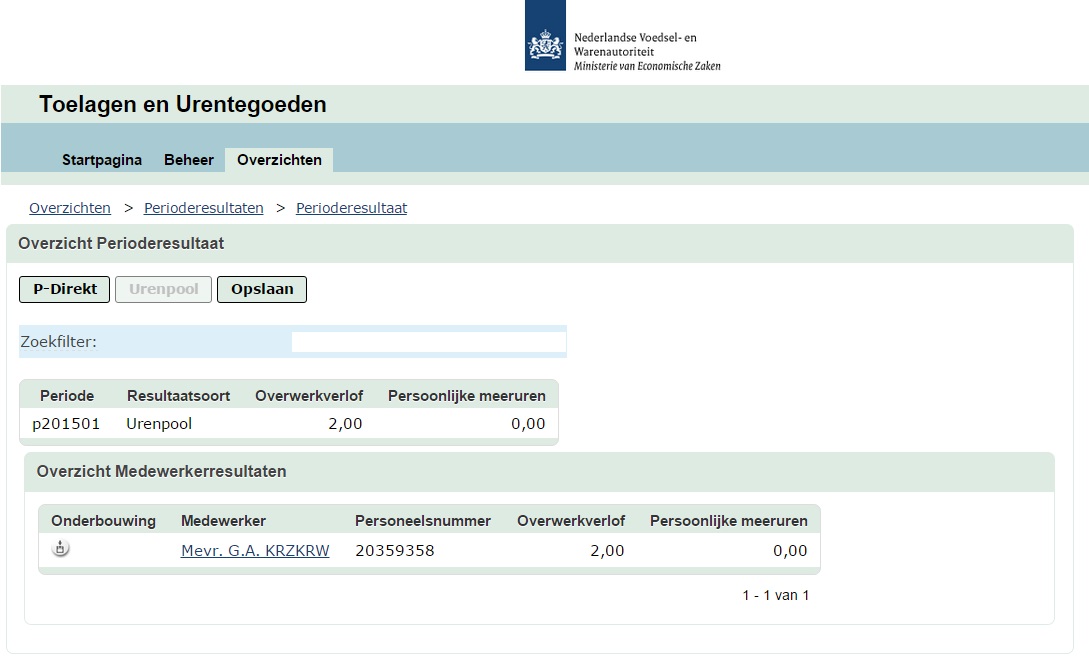 Nederlandse Voedsel- en
Warenautoriteit
Ministerie van Economische Zaken
Toelagen en Urentegoeden
Startpagina Beheer Overzichten
Overzichten > Perioderesultaten > Perioderesultaat
Overzicht Perioderesultaat
P-Direkt Urenpool Opslaan
Zoekfilter:
Periode Resultaatsoort Overwerkverlof Persoonlijke meeruren
p201501 Urenpool 2,00 0,00
Overzicht Medewerkerresultaten
Onderbouwing Medewerker Personeelsnummer Overwerkverlof Persoonlijke meeruren
Mevr. G.A. KRZKRW 20359358 2,00 0,00
1 - 1 van 1